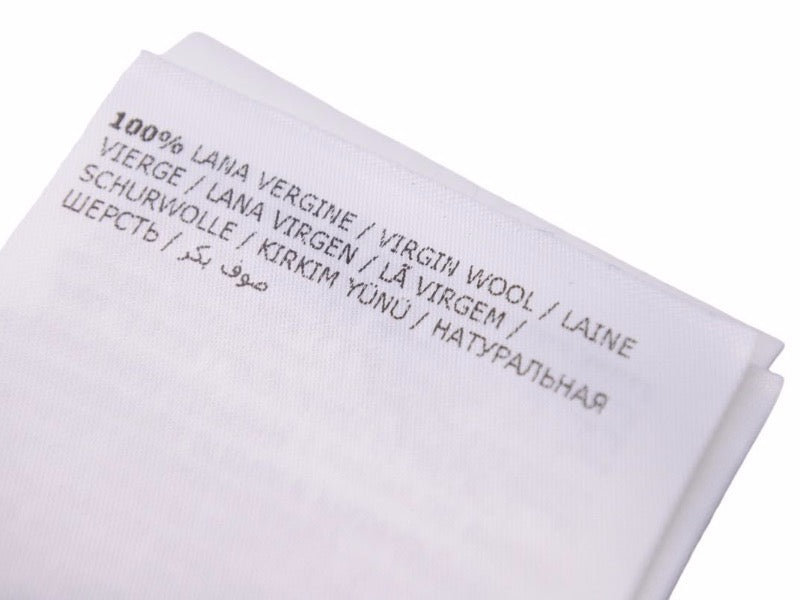 100% LANA VERGINE / VIRGIN WOOL / LAINE
VIERGE / LANA VIRGEN / LÃ VIRGEM /
SCHURWOLLE / KIRKIM YÜNÜ / НАТУРАЛЬНАЯ
ШЕРСТЬ / صوف بكر